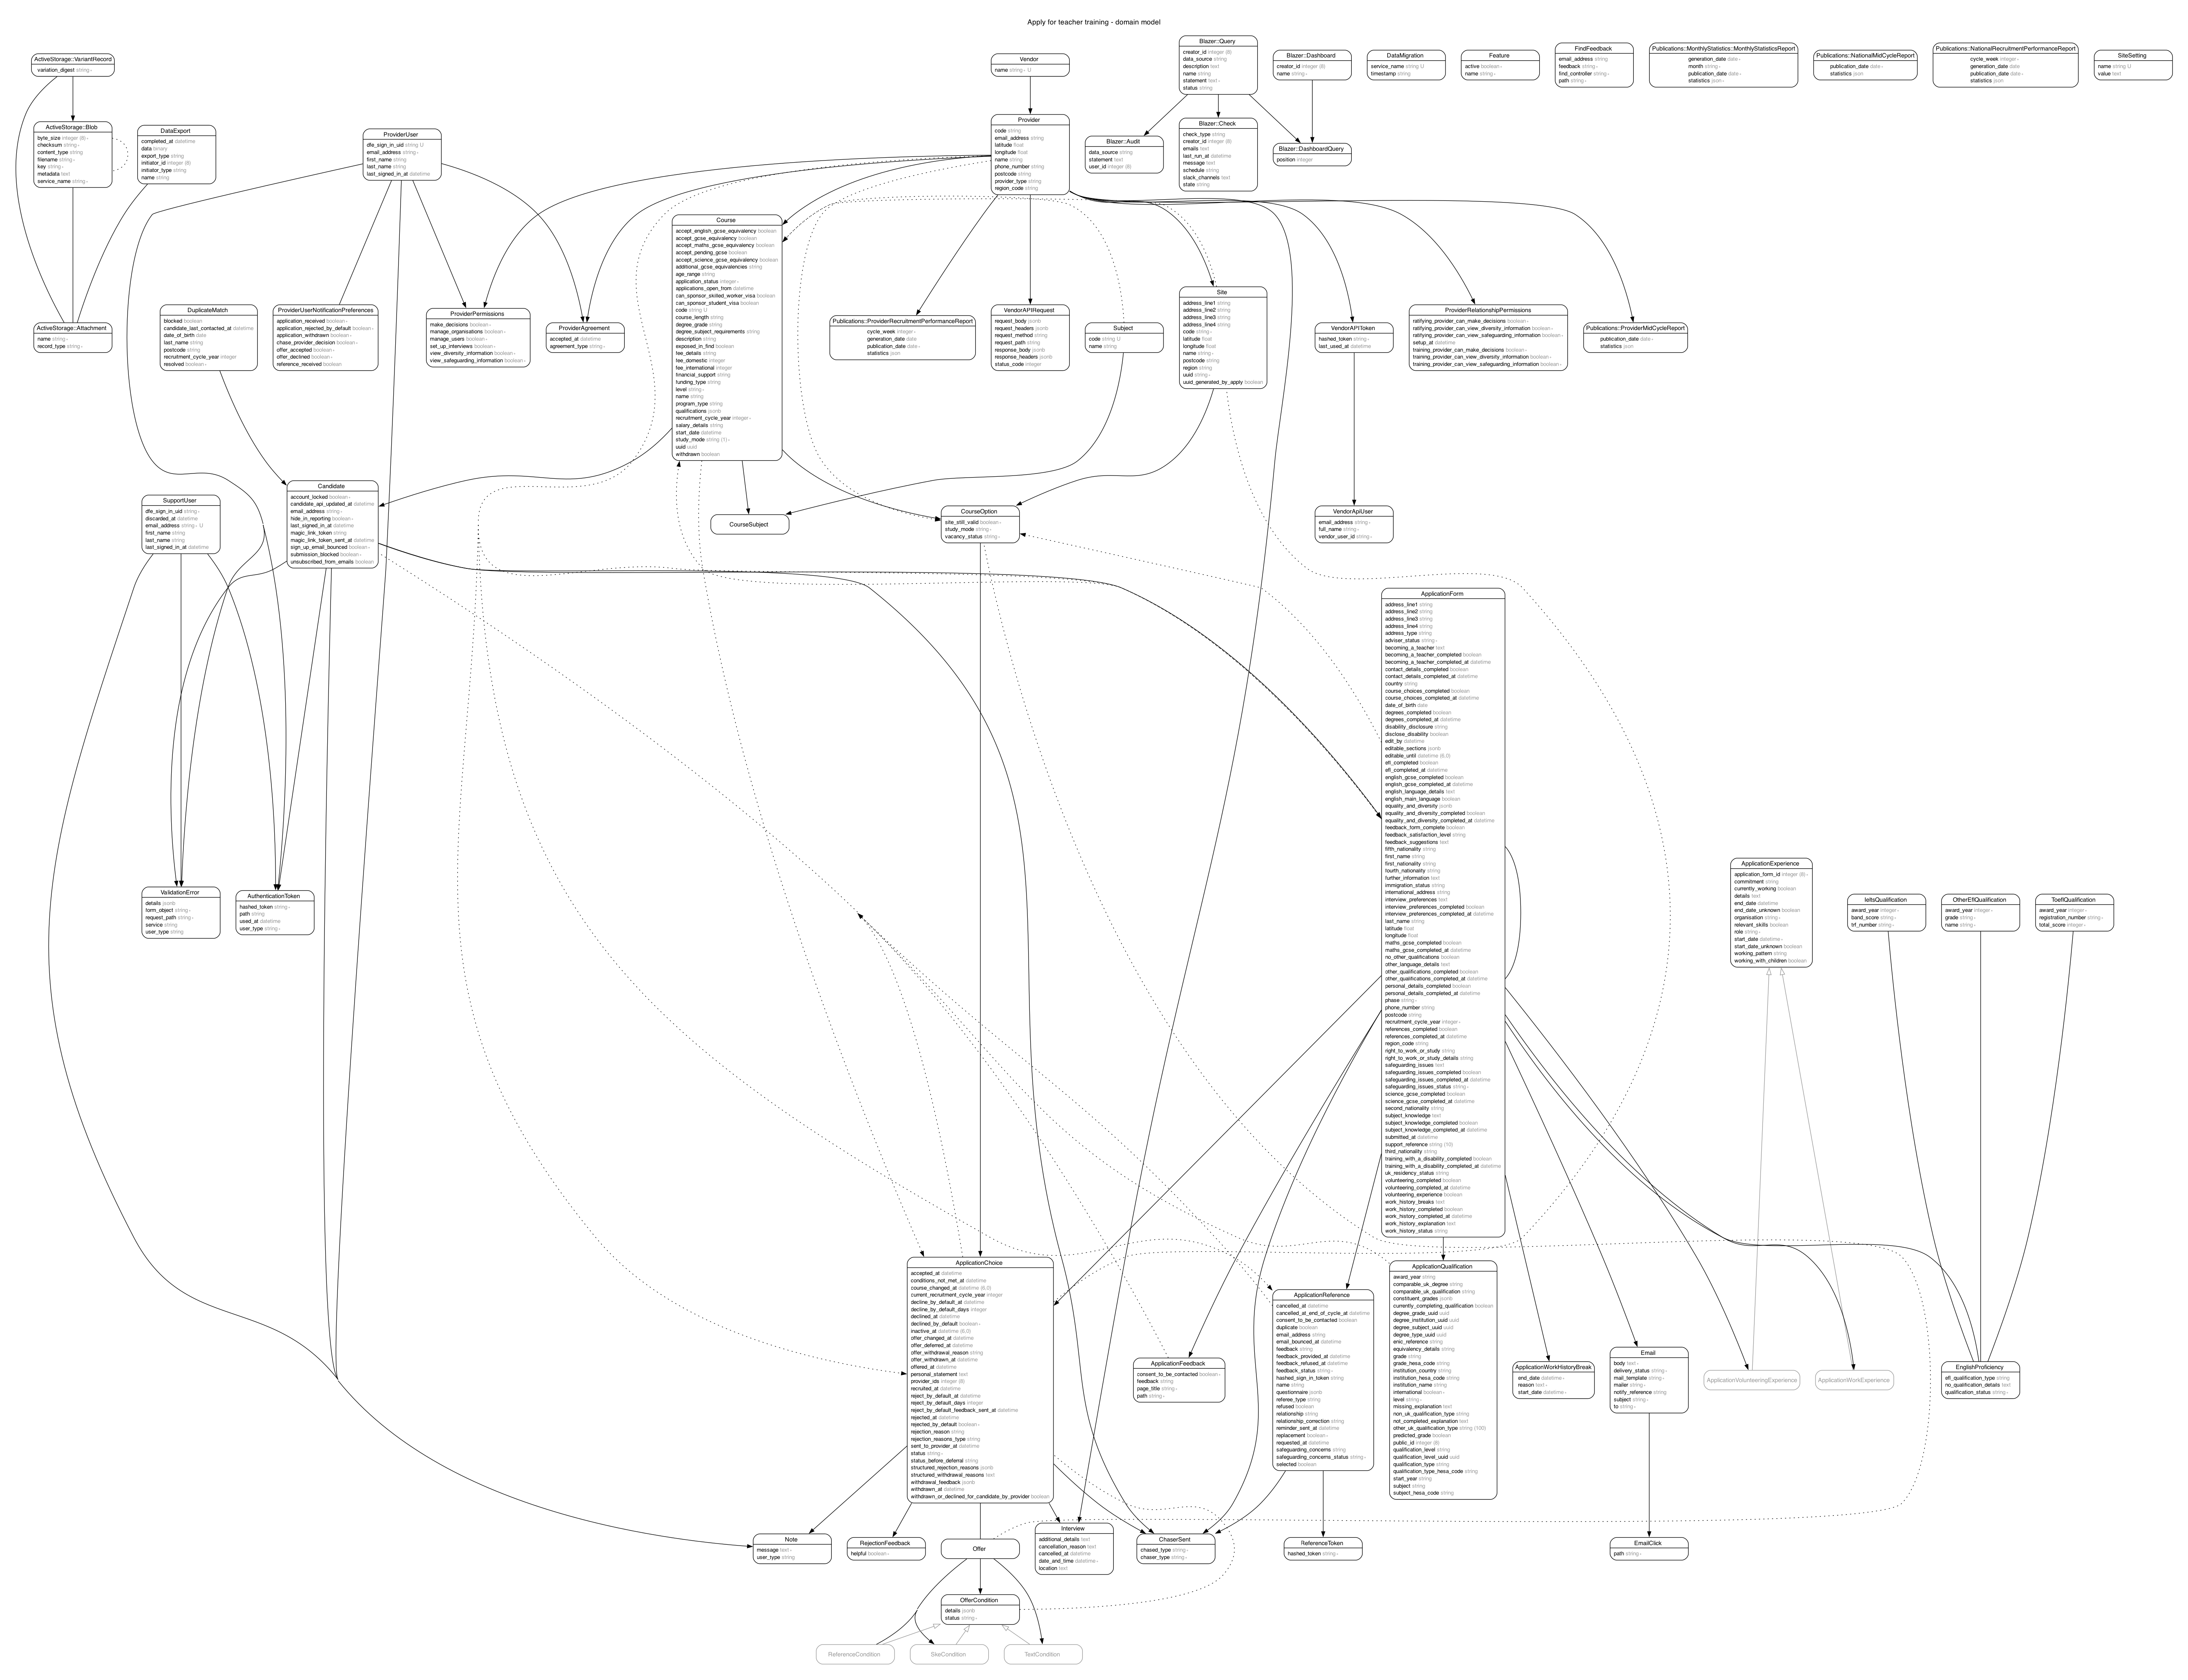 Apply for teacher training - domain model
ActiveStorage::VariantRecord
variation_digest string ∗
Vendor
name string ∗ U
Blazer::Query
creator_id integer (8)
data_source string
description text
name string
statement text ∗
status string
Blazer::Dashboard
creator_id integer (8)
name string ∗
DataMigration
service_name string U
timestamp string
Feature
active boolean ∗
name string ∗
FindFeedback
email_address string
feedback string ∗
find_controller string ∗
path string ∗
Publications::MonthlyStatistics::MonthlyStatisticsReport
generation_date date ∗
month string ∗
publication_date date ∗
statistics json ∗
Publications::NationalMidCycleReport
publication_date date ∗
statistics json
Publications::NationalRecruitmentPerformanceReport
cycle_week integer ∗
generation_date date
publication_date date ∗
statistics json
SiteSetting
name string U
value text
ActiveStorage::Blob
byte_size integer (8) ∗
checksum string ∗
content_type string
filename string ∗
key string ∗
metadata text
service_name string ∗
DataExport
completed_at datetime
data binary
export_type string
initiator_id integer (8)
initiator_type string
name string
ProviderUser
dfe_sign_in_uid string U
email_address string ∗
first_name string
last_name string
last_signed_in_at datetime
Provider
code string
email_address string
latitude float
longitude float
name string
phone_number string
postcode string
provider_type string
region_code string
Blazer::Audit
data_source string
statement text
user_id integer (8)
Blazer::Check
check_type string
creator_id integer (8)
emails text
last_run_at datetime
message text
schedule string
slack_channels text
state string
Blazer::DashboardQuery
position integer
Course
accept_english_gcse_equivalency boolean
accept_gcse_equivalency boolean
accept_maths_gcse_equivalency boolean
accept_pending_gcse boolean
accept_science_gcse_equivalency boolean
additional_gcse_equivalencies string
age_range string
application_status integer ∗
applications_open_from datetime
can_sponsor_skilled_worker_visa boolean
can_sponsor_student_visa boolean
code string U
course_length string
degree_grade string
degree_subject_requirements string
description string
exposed_in_find boolean
fee_details string
fee_domestic integer
fee_international integer
financial_support string
funding_type string
level string ∗
name string
program_type string
qualifications jsonb
recruitment_cycle_year integer ∗
salary_details string
start_date datetime
study_mode string (1) ∗
uuid uuid
withdrawn boolean
ActiveStorage::Attachment
name string ∗
record_type string ∗
DuplicateMatch
blocked boolean
candidate_last_contacted_at datetime
date_of_birth date
last_name string
postcode string
recruitment_cycle_year integer
resolved boolean ∗
ProviderUserNotificationPreferences
application_received boolean ∗
application_rejected_by_default boolean ∗
application_withdrawn boolean ∗
chase_provider_decision boolean ∗
offer_accepted boolean ∗
offer_declined boolean ∗
reference_received boolean
ProviderPermissions
make_decisions boolean ∗
manage_organisations boolean ∗
manage_users boolean ∗
set_up_interviews boolean ∗
view_diversity_information boolean ∗
view_safeguarding_information boolean ∗
ProviderAgreement
accepted_at datetime
agreement_type string ∗
Publications::ProviderRecruitmentPerformanceReport
cycle_week integer ∗
generation_date date
publication_date date ∗
statistics json
VendorAPIRequest
request_body jsonb
request_headers jsonb
request_method string
request_path string
response_body jsonb
response_headers jsonb
status_code integer
Subject
code string U
name string
Site
address_line1 string
address_line2 string
address_line3 string
address_line4 string
code string ∗
latitude float
longitude float
name string ∗
postcode string
region string
uuid string ∗
uuid_generated_by_apply boolean
VendorAPIToken
hashed_token string ∗
last_used_at datetime
ProviderRelationshipPermissions
ratifying_provider_can_make_decisions boolean ∗
ratifying_provider_can_view_diversity_information boolean ∗
ratifying_provider_can_view_safeguarding_information boolean ∗
setup_at datetime
training_provider_can_make_decisions boolean ∗
training_provider_can_view_diversity_information boolean ∗
training_provider_can_view_safeguarding_information boolean ∗
Publications::ProviderMidCycleReport
publication_date date ∗
statistics json
SupportUser
dfe_sign_in_uid string ∗
discarded_at datetime
email_address string ∗ U
first_name string
last_name string
last_signed_in_at datetime
Candidate
account_locked boolean ∗
candidate_api_updated_at datetime
email_address string ∗
hide_in_reporting boolean ∗
last_signed_in_at datetime
magic_link_token string
magic_link_token_sent_at datetime
sign_up_email_bounced boolean ∗
submission_blocked boolean ∗
unsubscribed_from_emails boolean
CourseSubject
CourseOption
site_still_valid boolean ∗
study_mode string ∗
vacancy_status string ∗
VendorApiUser
email_address string ∗
full_name string ∗
vendor_user_id string ∗
ApplicationForm
address_line1 string
address_line2 string
address_line3 string
address_line4 string
address_type string
adviser_status string ∗
becoming_a_teacher text
becoming_a_teacher_completed boolean
becoming_a_teacher_completed_at datetime
contact_details_completed boolean
contact_details_completed_at datetime
country string
course_choices_completed boolean
course_choices_completed_at datetime
date_of_birth date
degrees_completed boolean
degrees_completed_at datetime
disability_disclosure string
disclose_disability boolean
edit_by datetime
editable_sections jsonb
editable_until datetime (6,0)
efl_completed boolean
efl_completed_at datetime
english_gcse_completed boolean
english_gcse_completed_at datetime
english_language_details text
english_main_language boolean
equality_and_diversity jsonb
equality_and_diversity_completed boolean
equality_and_diversity_completed_at datetime
feedback_form_complete boolean
feedback_satisfaction_level string
feedback_suggestions text
fifth_nationality string
first_name string
first_nationality string
fourth_nationality string
further_information text
immigration_status string
international_address string
interview_preferences text
interview_preferences_completed boolean
interview_preferences_completed_at datetime
last_name string
latitude float
longitude float
maths_gcse_completed boolean
maths_gcse_completed_at datetime
no_other_qualifications boolean
other_language_details text
other_qualifications_completed boolean
other_qualifications_completed_at datetime
personal_details_completed boolean
personal_details_completed_at datetime
phase string ∗
phone_number string
postcode string
recruitment_cycle_year integer ∗
references_completed boolean
references_completed_at datetime
region_code string
right_to_work_or_study string
right_to_work_or_study_details string
safeguarding_issues text
safeguarding_issues_completed boolean
safeguarding_issues_completed_at datetime
safeguarding_issues_status string ∗
science_gcse_completed boolean
science_gcse_completed_at datetime
second_nationality string
subject_knowledge text
subject_knowledge_completed boolean
subject_knowledge_completed_at datetime
submitted_at datetime
support_reference string (10)
third_nationality string
training_with_a_disability_completed boolean
training_with_a_disability_completed_at datetime
uk_residency_status string
volunteering_completed boolean
volunteering_completed_at datetime
volunteering_experience boolean
work_history_breaks text
work_history_completed boolean
work_history_completed_at datetime
work_history_explanation text
work_history_status string
ValidationError
details jsonb
form_object string ∗
request_path string ∗
service string
user_type string
AuthenticationToken
hashed_token string ∗
path string
used_at datetime
user_type string ∗
ApplicationExperience
application_form_id integer (8) ∗
commitment string
currently_working boolean
details text
end_date datetime
end_date_unknown boolean
organisation string ∗
relevant_skills boolean
role string ∗
start_date datetime ∗
start_date_unknown boolean
working_pattern string
working_with_children boolean
IeltsQualification
award_year integer ∗
band_score string ∗
trf_number string ∗
OtherEflQualification
award_year integer ∗
grade string ∗
name string ∗
ToeflQualification
award_year integer ∗
registration_number string ∗
total_score integer ∗
ApplicationChoice
accepted_at datetime
conditions_not_met_at datetime
course_changed_at datetime (6,0)
current_recruitment_cycle_year integer
decline_by_default_at datetime
decline_by_default_days integer
declined_at datetime
declined_by_default boolean ∗
inactive_at datetime (6,0)
offer_changed_at datetime
offer_deferred_at datetime
offer_withdrawal_reason string
offer_withdrawn_at datetime
offered_at datetime
personal_statement text
provider_ids integer (8)
recruited_at datetime
reject_by_default_at datetime
reject_by_default_days integer
reject_by_default_feedback_sent_at datetime
rejected_at datetime
rejected_by_default boolean ∗
rejection_reason string
rejection_reasons_type string
sent_to_provider_at datetime
status string ∗
status_before_deferral string
structured_rejection_reasons jsonb
structured_withdrawal_reasons text
withdrawal_feedback jsonb
withdrawn_at datetime
withdrawn_or_declined_for_candidate_by_provider boolean
ApplicationFeedback
consent_to_be_contacted boolean ∗
feedback string
page_title string ∗
path string ∗
ApplicationReference
cancelled_at datetime
cancelled_at_end_of_cycle_at datetime
consent_to_be_contacted boolean
duplicate boolean
email_address string
email_bounced_at datetime
feedback string
feedback_provided_at datetime
feedback_refused_at datetime
feedback_status string ∗
hashed_sign_in_token string
name string
questionnaire jsonb
referee_type string
refused boolean
relationship string
relationship_correction string
reminder_sent_at datetime
replacement boolean ∗
requested_at datetime
safeguarding_concerns string
safeguarding_concerns_status string ∗
selected boolean
ApplicationQualification
award_year string
comparable_uk_degree string
comparable_uk_qualification string
constituent_grades jsonb
currently_completing_qualification boolean
degree_grade_uuid uuid
degree_institution_uuid uuid
degree_subject_uuid uuid
degree_type_uuid uuid
enic_reference string
equivalency_details string
grade string
grade_hesa_code string
institution_country string
institution_hesa_code string
institution_name string
international boolean ∗
level string ∗
missing_explanation text
non_uk_qualification_type string
not_completed_explanation text
other_uk_qualification_type string (100)
predicted_grade boolean
public_id integer (8)
qualification_level string
qualification_level_uuid uuid
qualification_type string
qualification_type_hesa_code string
start_year string
subject string
subject_hesa_code string
ApplicationWorkHistoryBreak
end_date datetime ∗
reason text ∗
start_date datetime ∗
Email
body text ∗
delivery_status string ∗
mail_template string ∗
mailer string ∗
notify_reference string
subject string ∗
to string ∗
ApplicationVolunteeringExperience
ApplicationWorkExperience
EnglishProficiency
efl_qualification_type string
no_qualification_details text
qualification_status string ∗
Note
message text ∗
user_type string
RejectionFeedback
helpful boolean ∗
Offer
Interview
additional_details text
cancellation_reason text
cancelled_at datetime
date_and_time datetime ∗
location text
ChaserSent
chased_type string ∗
chaser_type string ∗
ReferenceToken
hashed_token string ∗
EmailClick
path string ∗
OfferCondition
details jsonb
status string ∗
ReferenceCondition
SkeCondition
TextCondition